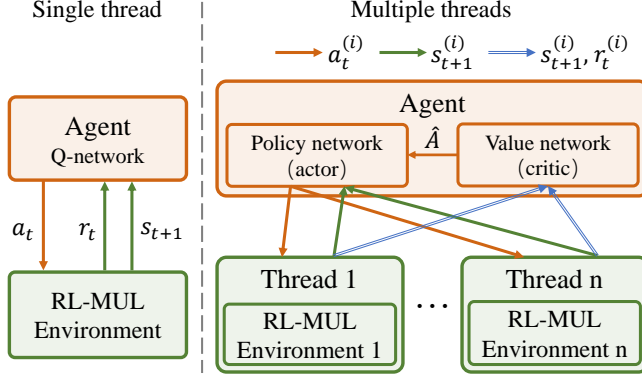 Single thread
Agent
Q-network
a_t
r_t
s_{t+1}
RL-MUL
Environment
Multiple threads
a_t^{(i)}
s_{t+1}^{(i)}
s_{t+1}^{(i)}, r_t^{(i)}
Agent
Policy network
(actor)
Â
Value network
(critic)
Thread 1
RL-MUL
Environment 1
...
Thread n
RL-MUL
Environment n